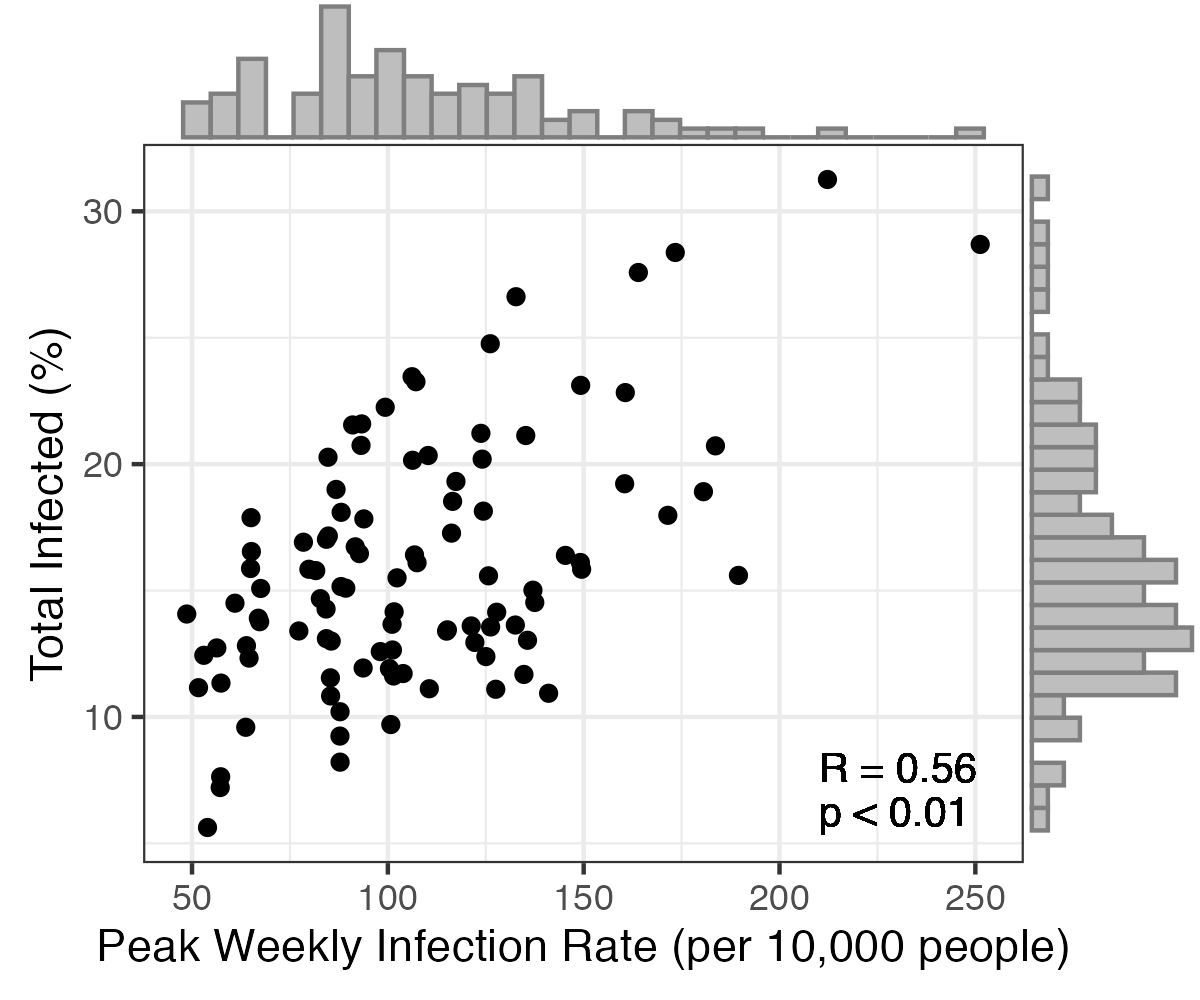 30
20
10
Total Infected (%)
R = 0.56
p < 0.01
50 100 150 200 250
Peak Weekly Infection Rate (per 10,000 people)